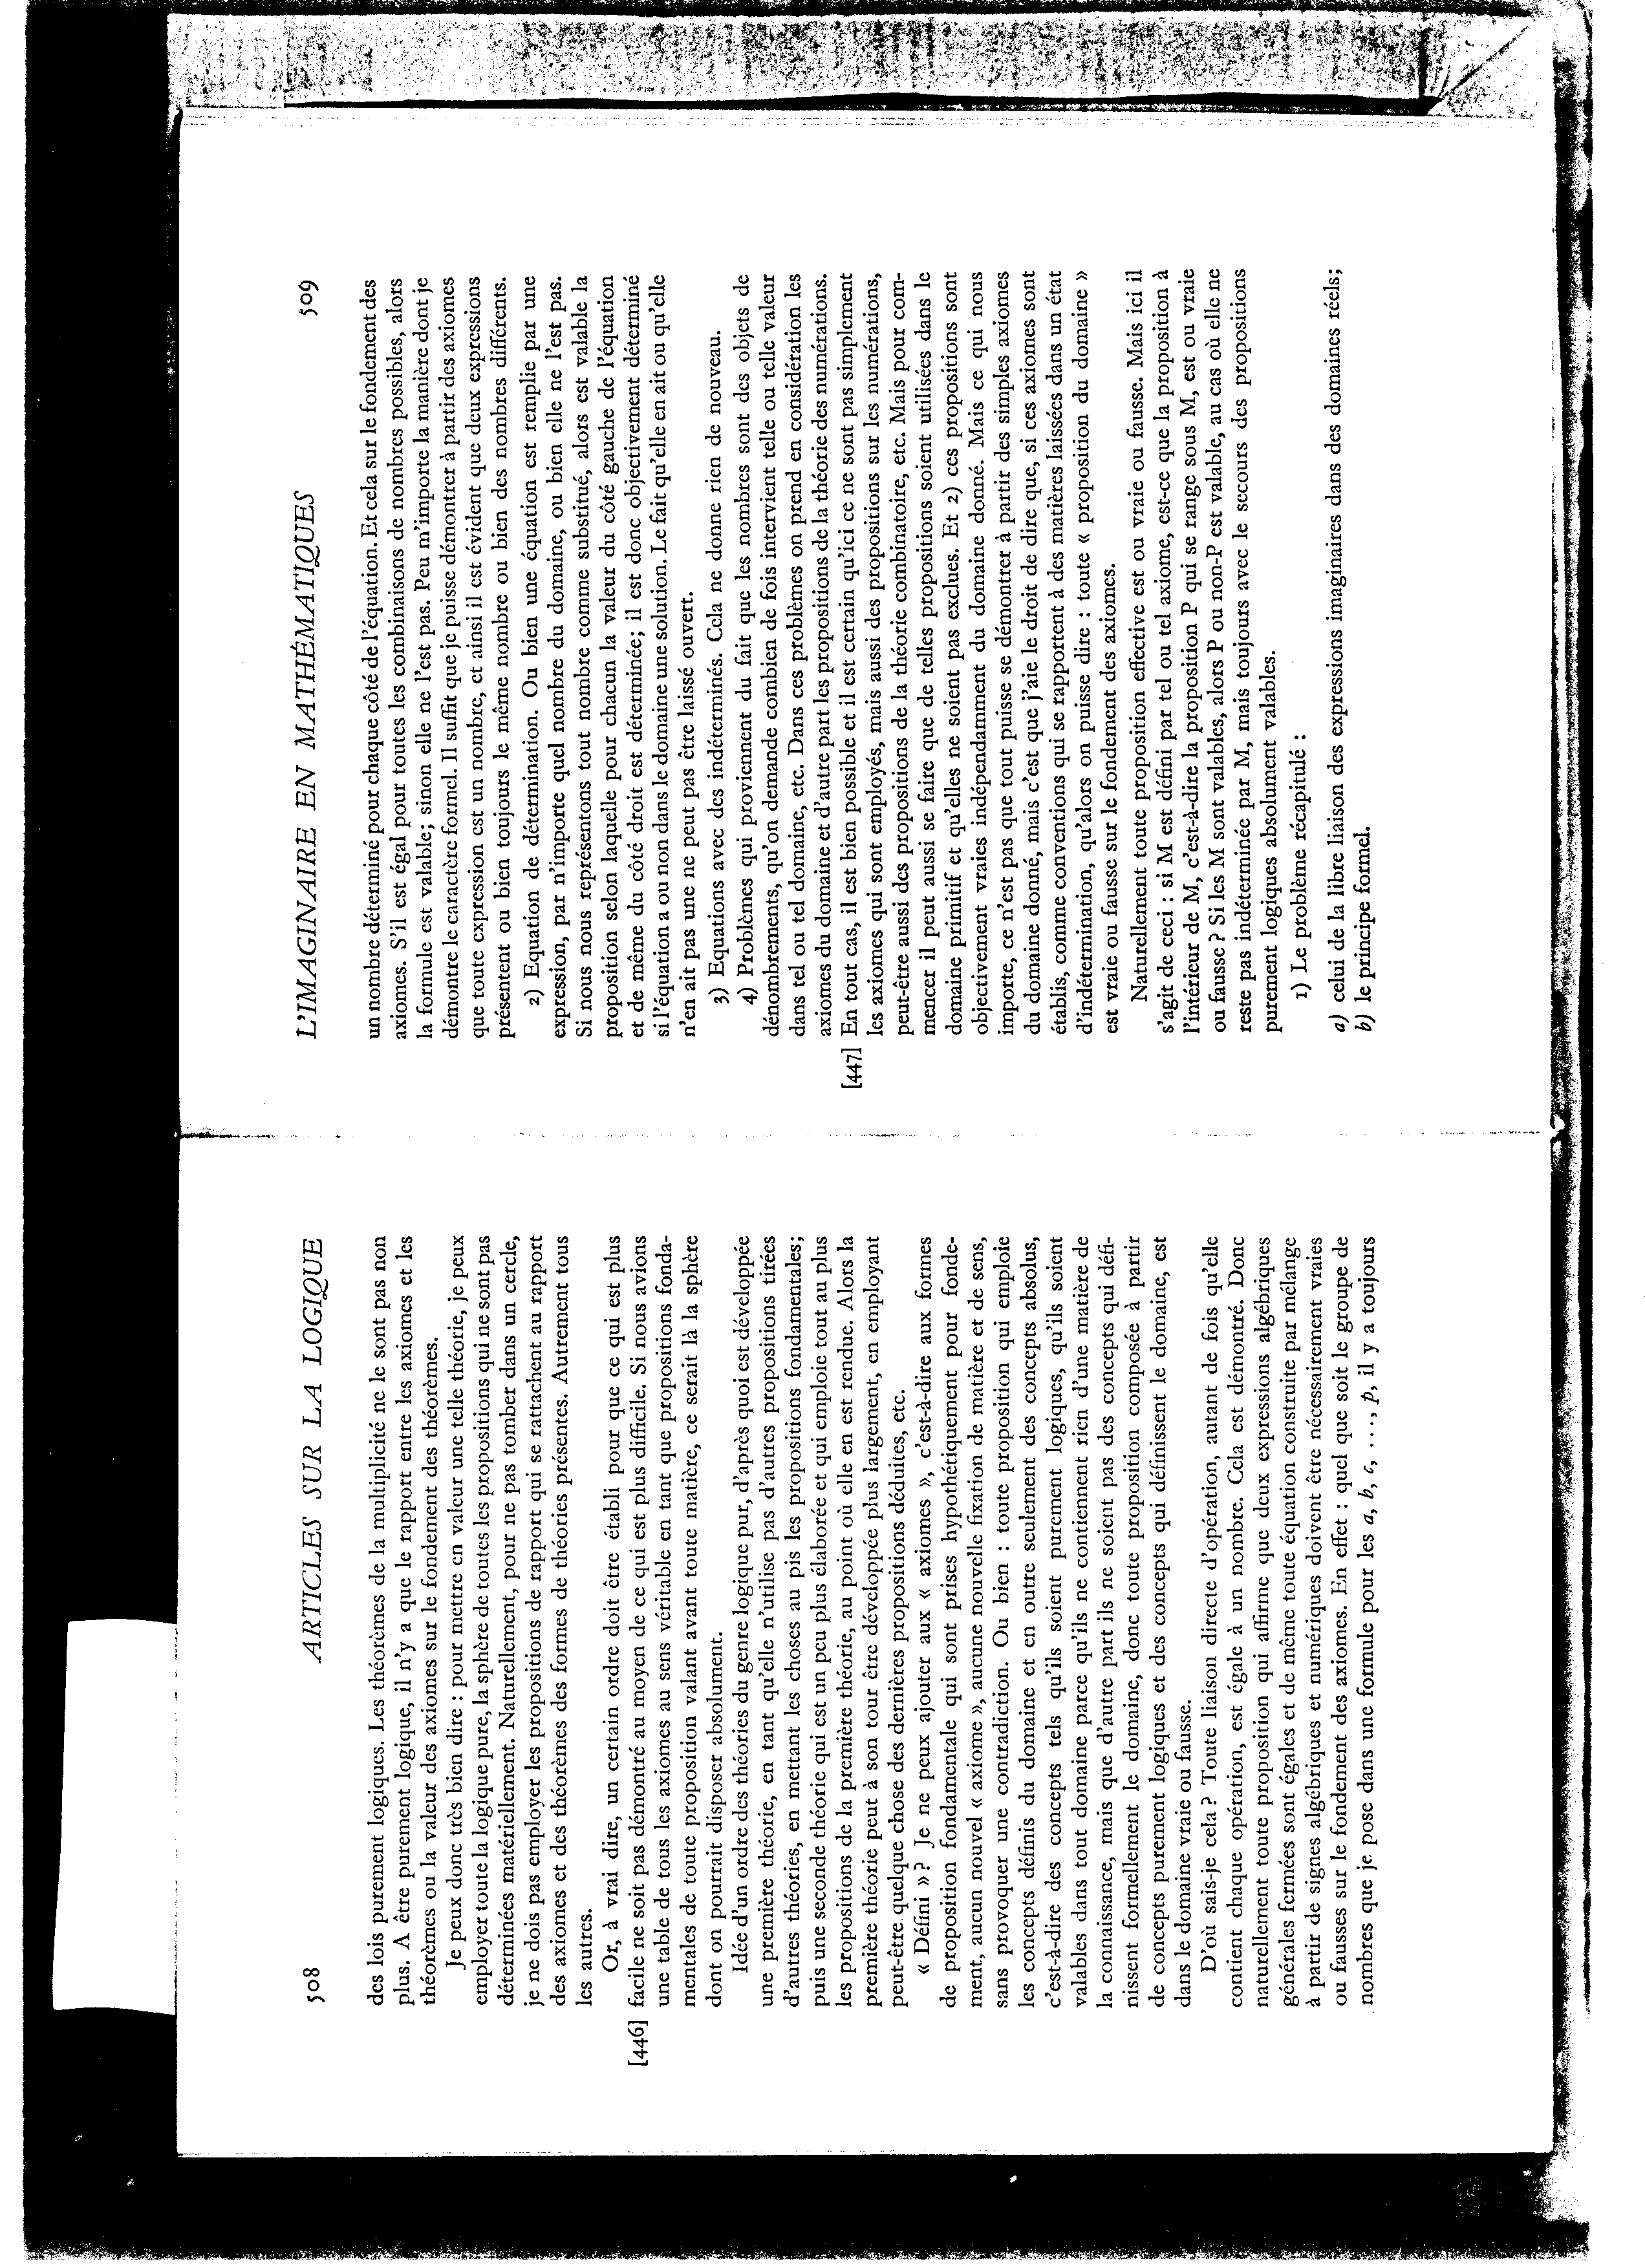 508 ARTICLES SUR LA LOGIQUE
des lois purement logiques. Les théorèmes de la multiplicité ne le sont pas non
plus. A être purement logique, il n'y a que le rapport entre les axiomes et les
théorèmes ou la valeur des axiomes sur le fondement des théorèmes.
Je peux donc très bien dire : pour mettre en valeur une telle théorie, je peux
employer toute la logique pure, la sphère de toutes les propositions qui ne sont pas
déterminées matériellement. Naturellement, pour ne pas tomber dans un cercle,
je ne dois pas employer les propositions de rapport qui se rattachent au rapport
des axiomes et des théorèmes des formes de théories présentes. Autrement tous
les autres.
Or, à vrai dire, un certain ordre doit être établi pour que ce qui est plus
[446] facile ne soit pas démontré au moyen de ce qui est plus difficile. Si nous avions
une table de tous les axiomes au sens véritable en tant que propositions fonda-
mentales de toute proposition valant avant toute matière, ce serait là la sphère
dont on pourrait disposer absolument.
Idée d'un ordre des théories du genre logique pur, d'après quoi est développée
une première théorie, en tant qu'elle n'utilise pas d'autres propositions tirées
d'autres théories, en mettant les choses au pis les propositions fondamentales;
puis une seconde théorie qui est un peu plus élaborée et qui emploie tout au plus
les propositions de la première théorie, au point où elle en est rendue. Alors la
première théorie peut à son tour être développée plus largement, en employant
peut-être quelque chose des dernières propositions déduites, etc.
« Défini » ? Je ne peux ajouter aux « axiomes », c'est-à-dire aux formes
de proposition fondamentale qui sont prises hypothétiquement pour fonde-
ment, aucun nouvel « axiome », aucune nouvelle fixation de matière et de sens,
sans provoquer une contradiction. Ou bien : toute proposition qui emploie
les concepts définis du domaine et en outre seulement des concepts absolus,
c'est-à-dire des concepts tels qu'ils soient purement logiques, qu'ils soient
valables dans tout domaine parce qu'ils ne contiennent rien d'une matière de
la connaissance, mais que d'autre part ils ne soient pas des concepts qui défi-
nissent formellement le domaine, donc toute proposition composée à partir
de concepts purement logiques et des concepts qui définissent le domaine, est
dans le domaine vraie ou fausse.
D'où sais-je cela ? Toute liaison directe d'opération, autant de fois qu'elle
contient chaque opération, est égale à un nombre. Cela est démontré. Donc
naturellement toute proposition qui affirme que deux expressions algébriques
générales fermées sont égales et de même toute équation construite par mélange
à partir de signes algébriques et numériques doivent être nécessairement vraies
ou fausses sur le fondement des axiomes. En effet : quel que soit le groupe de
nombres que je pose dans une formule pour les a, b, c, ..., p, il y a toujours
L'IMAGINAIRE EN MATHÉMATIQUES 509
un nombre déterminé pour chaque côté de l'équation. Et cela sur le fondement des
axiomes. S'il est égal pour toutes les combinaisons de nombres possibles, alors
la formule est valable; sinon elle ne l'est pas. Peu m'importe la manière dont je
démontre le caractère formel. Il suffit que je puisse démontrer à partir des axiomes
que toute expression est un nombre, et ainsi il est évident que deux expressions
présentent ou bien toujours le même nombre ou bien des nombres différents.
2) Equation de détermination. Ou bien une équation est remplie par une
expression, par n'importe quel nombre du domaine, ou bien elle ne l'est pas.
Si nous nous représentons tout nombre comme substitué, alors est valable la
proposition selon laquelle pour chacun la valeur du côté gauche de l'équation
et de même du côté droit est déterminée; il est donc objectivement déterminé
si l'équation a ou non dans le domaine une solution. Le fait qu'elle en ait ou qu'elle
n'en ait pas une ne peut pas être laissé ouvert.
3) Equations avec des indéterminés. Cela ne donne rien de nouveau.
4) Problèmes qui proviennent du fait que les nombres sont des objets de
dénombrements, qu'on demande combien de fois intervient telle ou telle valeur
dans tel ou tel domaine, etc. Dans ces problèmes on prend en considération les
axiomes du domaine et d'autre part les propositions de la théorie des numérations.
[447] En tout cas, il est bien possible et il est certain qu'ici ce ne sont pas simplement
les axiomes qui sont employés, mais aussi des propositions sur les numérations,
peut-être aussi des propositions de la théorie combinatoire, etc. Mais pour com-
mencer il peut aussi se faire que de telles propositions soient utilisées dans le
domaine primitif et qu'elles ne soient pas exclues. Et 2) ces propositions sont
objectivement vraies indépendamment du domaine donné. Mais ce qui nous
importe, ce n'est pas que tout puisse se démontrer à partir des simples axiomes
du domaine donné, mais c'est que j'aie le droit de dire que, si ces axiomes sont
établis, comme conventions qui se rapportent à des matières laissées dans un état
d'indétermination, qu'alors on puisse dire : toute « proposition du domaine »
est vraie ou fausse sur le fondement des axiomes.
Naturellement toute proposition effective est ou vraie ou fausse. Mais ici il
s'agit de ceci : si M est défini par tel ou tel axiome, est-ce que la proposition à
l'intérieur de M, c'est-à-dire la proposition P qui se range sous M, est ou vraie
ou fausse ? Si les M sont valables, alors P ou non-P est valable, au cas où elle ne
reste pas indéterminée par M, mais toujours avec le secours des propositions
purement logiques absolument valables.
1) Le problème récapitulé :
a) celui de la libre liaison des expressions imaginaires dans des domaines réels;
b) le principe formel.